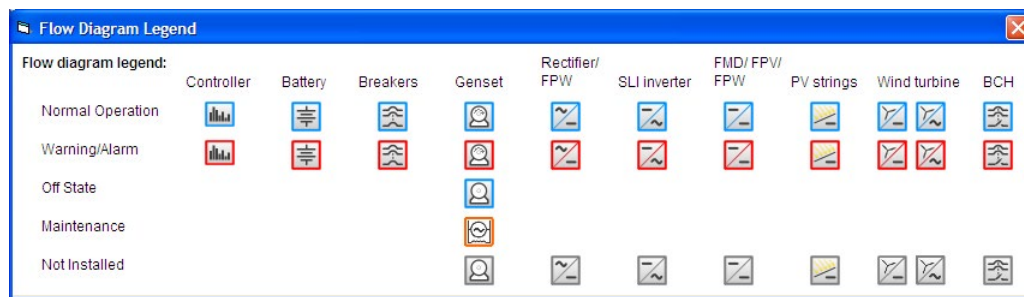 Flow Diagram Legend
Flow diagram legend:
Controller Battery Breakers Genset Rectifier/ FPW SLI inverter FMD/ FPV/ FPW PV strings Wind turbine BCH
Normal Operation
Warning/Alarm
Off State
Maintenance
Not Installed